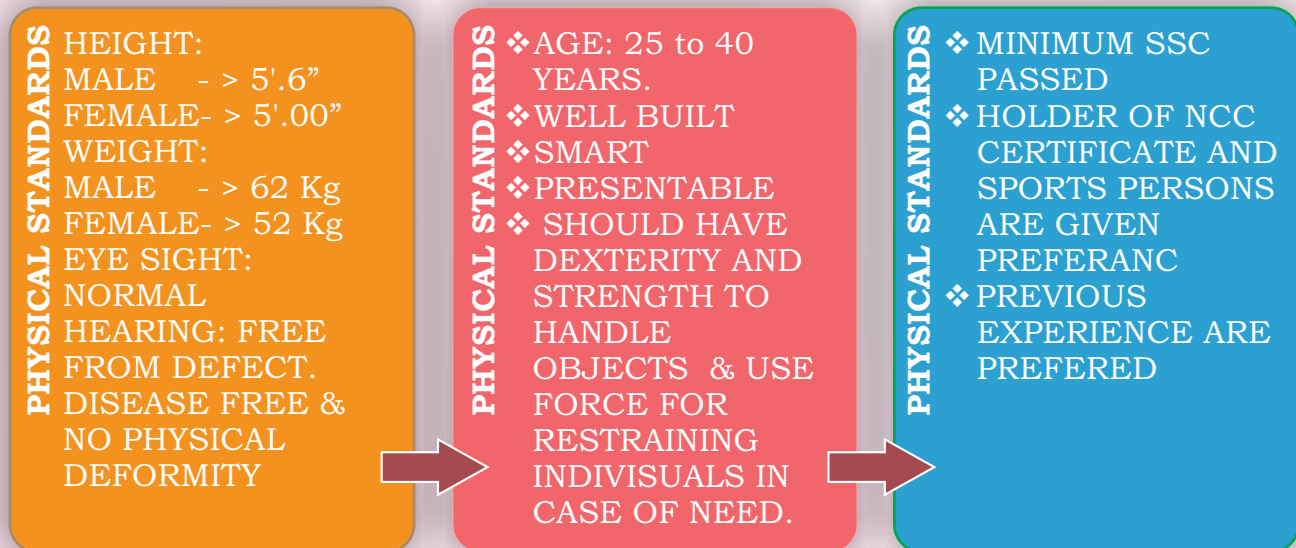 PHYSICAL STANDARDS
HEIGHT:
MALE - > 5'.6”
FEMALE- > 5'.00”
WEIGHT:
MALE - > 62 Kg
FEMALE- > 52 Kg
EYE SIGHT:
NORMAL
HEARING: FREE
FROM DEFECT.
DISEASE FREE &
NO PHYSICAL
DEFORMITY
PHYSICAL STANDARDS
❖AGE: 25 to 40
YEARS.
❖WELL BUILT
❖SMART
❖PRESENTABLE
❖ SHOULD HAVE
DEXTERITY AND
STRENGTH TO
HANDLE
OBJECTS & USE
FORCE FOR
RESTRAINING
INDIVISUALS IN
CASE OF NEED.
PHYSICAL STANDARDS
❖MINIMUM SSC
PASSED
❖HOLDER OF NCC
CERTIFICATE AND
SPORTS PERSONS
ARE GIVEN
PREFERANC
❖PREVIOUS
EXPERIENCE ARE
PREFERED